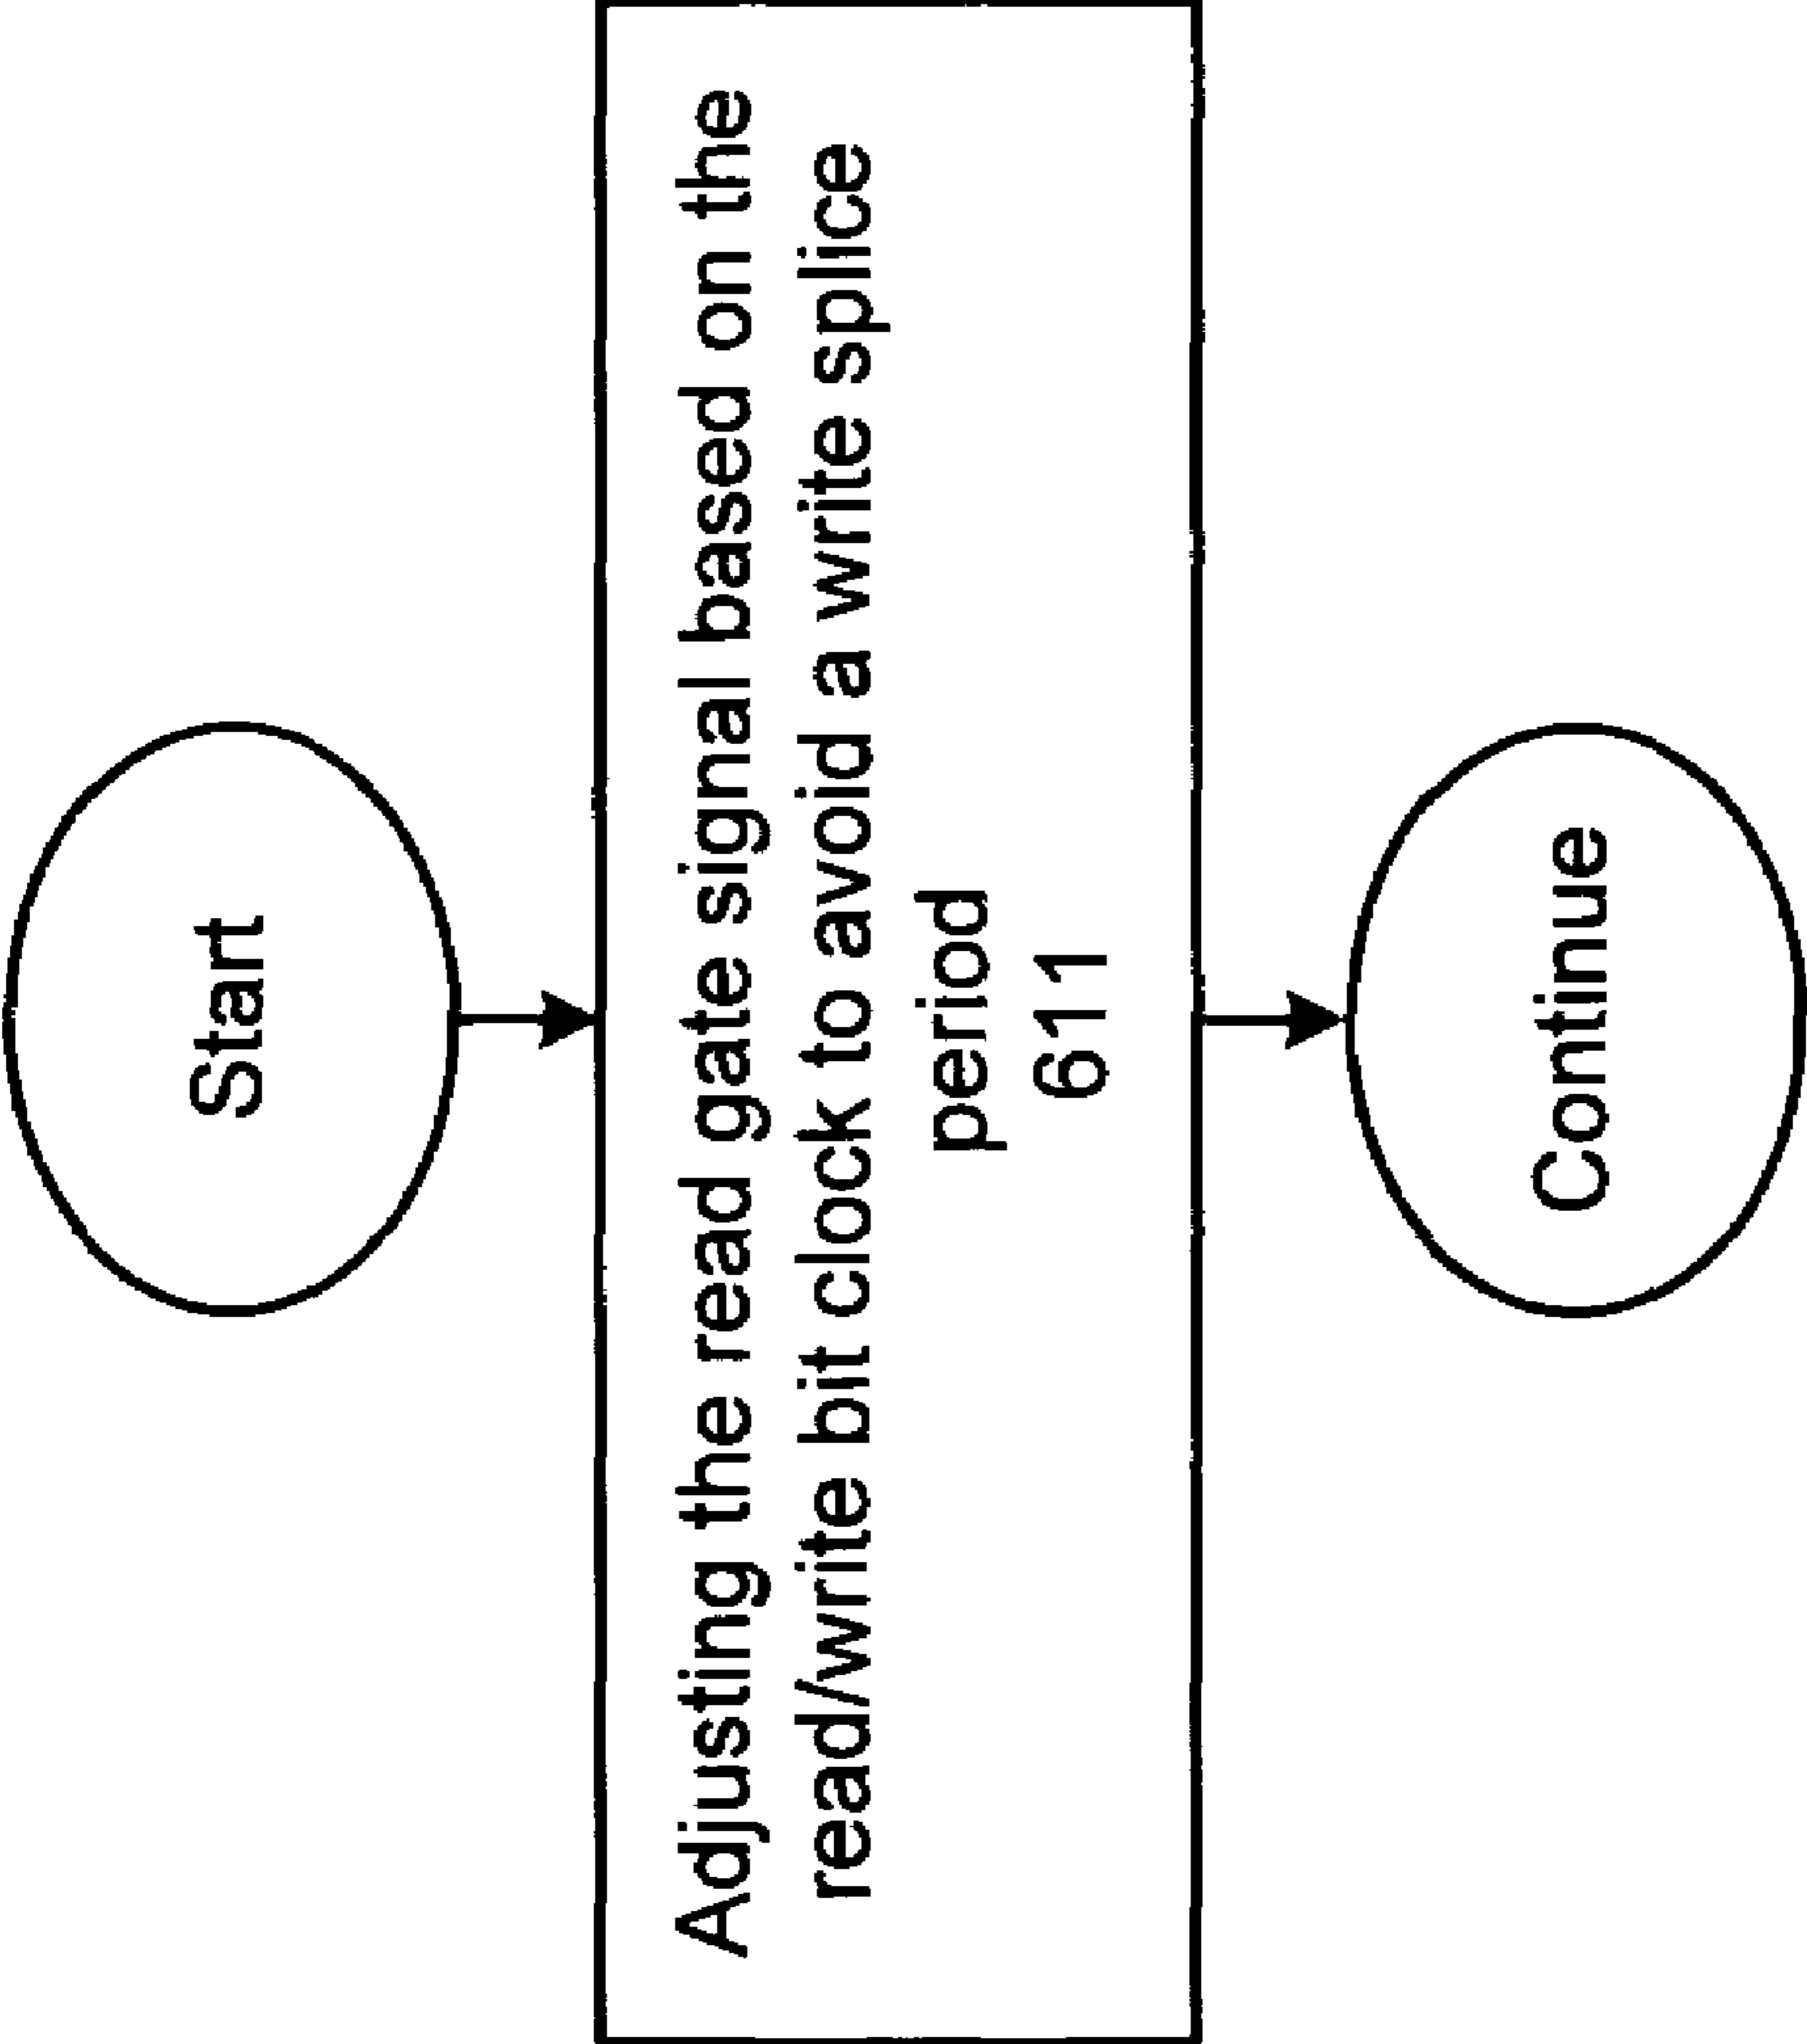 Start
Adjusting the read gate signal based on the
read/write bit clock to avoid a write splice
period
611
Continue